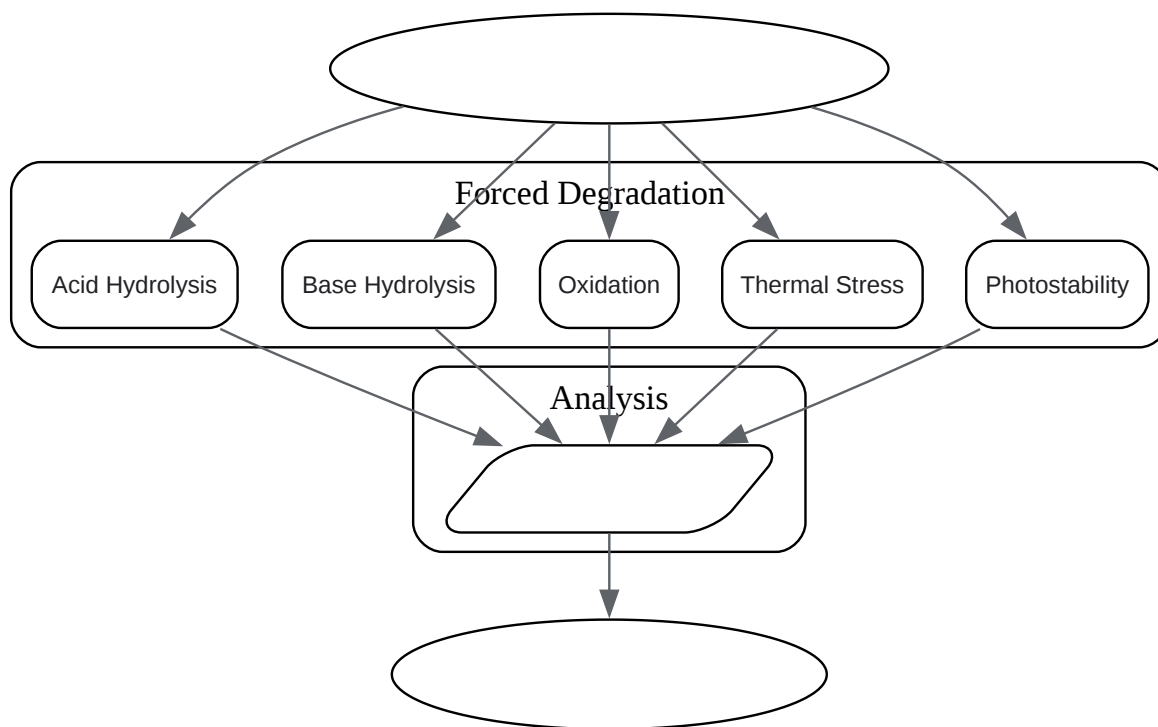 Forced Degradation
Acid Hydrolysis
Base Hydrolysis
Oxidation
Thermal Stress
Photostability
Analysis